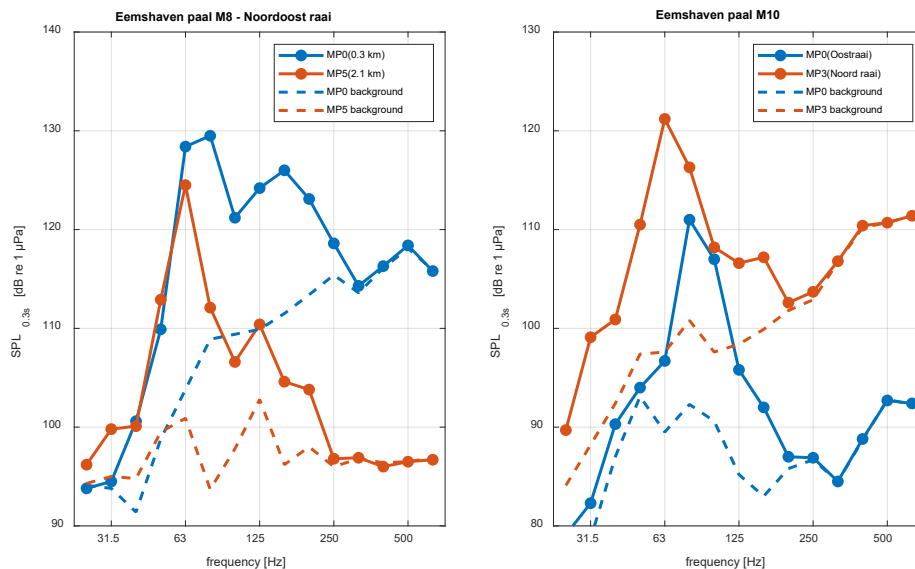 Eemshaven paal M8 - Noordoost raai
140
130
120
110
100
90
SPL 0.3s [dB re 1 µPa]
31.5 63 125 250 500
frequency [Hz]
MP0(0.3 km)
MP5(2.1 km)
MP0 background
MP5 background
Eemshaven paal M10
130
120
110
100
90
80
SPL 0.3s [dB re 1 µPa]
31.5 63 125 250 500
frequency [Hz]
MP0(Oostraai)
MP3(Noord raai)
MP0 background
MP3 background